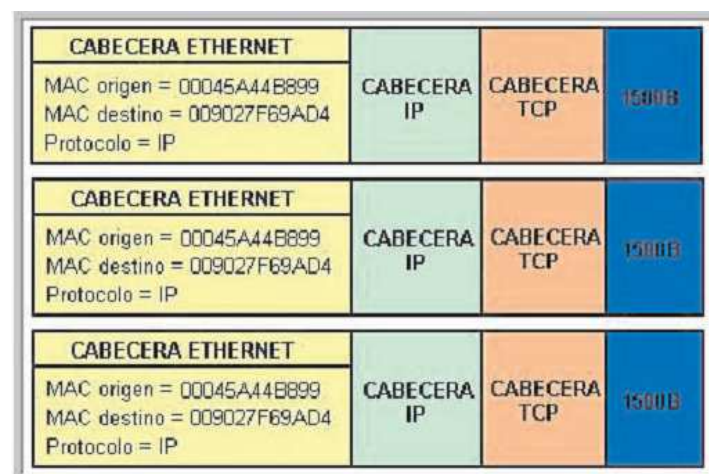 CABECERA ETHERNET
MAC origen = 00045A44B899
MAC destino = 009027F69AD4
Protocolo = IP
CABECERA IP
CABECERA TCP
1500B
CABECERA ETHERNET
MAC origen = 00045A44B899
MAC destino = 009027F69AD4
Protocolo = IP
CABECERA IP
CABECERA TCP
1500B
CABECERA ETHERNET
MAC origen = 00045A44B899
MAC destino = 009027F69AD4
Protocolo = IP
CABECERA IP
CABECERA TCP
1500B